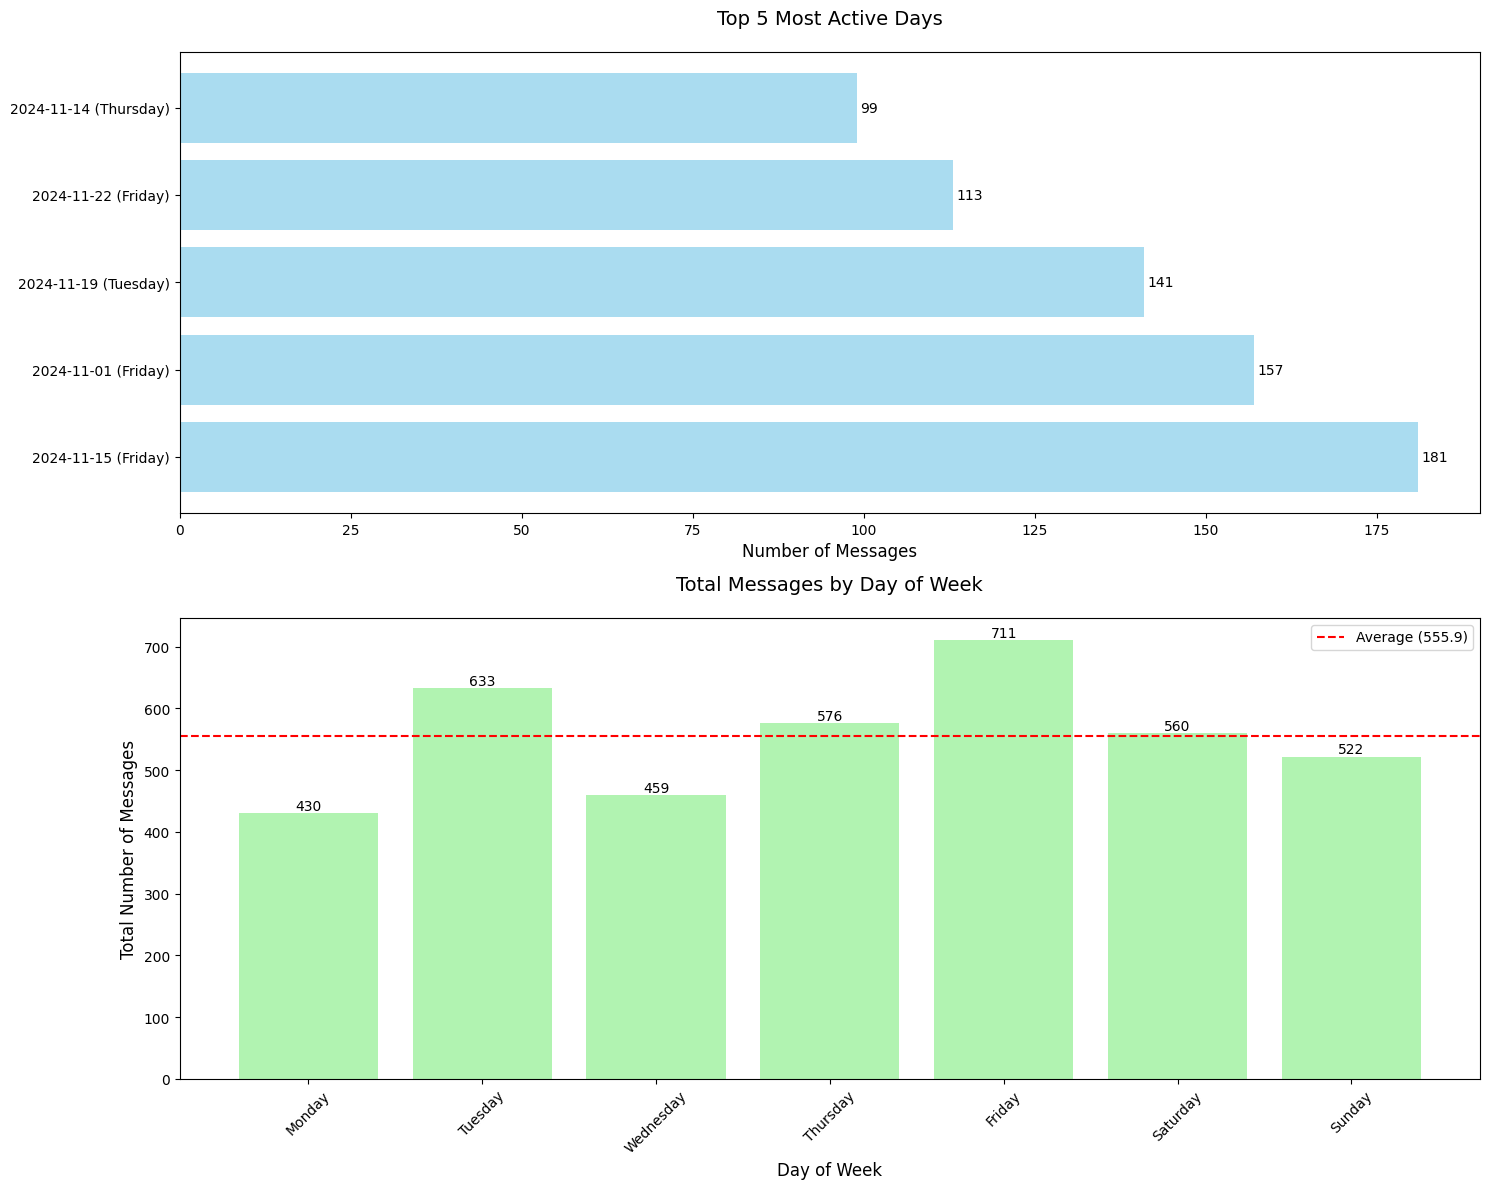 Top 5 Most Active Days
2024-11-14 (Thursday)
99
2024-11-22 (Friday)
113
2024-11-19 (Tuesday)
141
2024-11-01 (Friday)
157
2024-11-15 (Friday)
181
0 25 50 75 100 125 150 175
Number of Messages
Total Messages by Day of Week
Average (555.9)
Total Number of Messages
700
600
500
400
300
200
100
0
430
633
459
576
711
560
522
Monday
Tuesday
Wednesday
Thursday
Friday
Saturday
Sunday
Day of Week